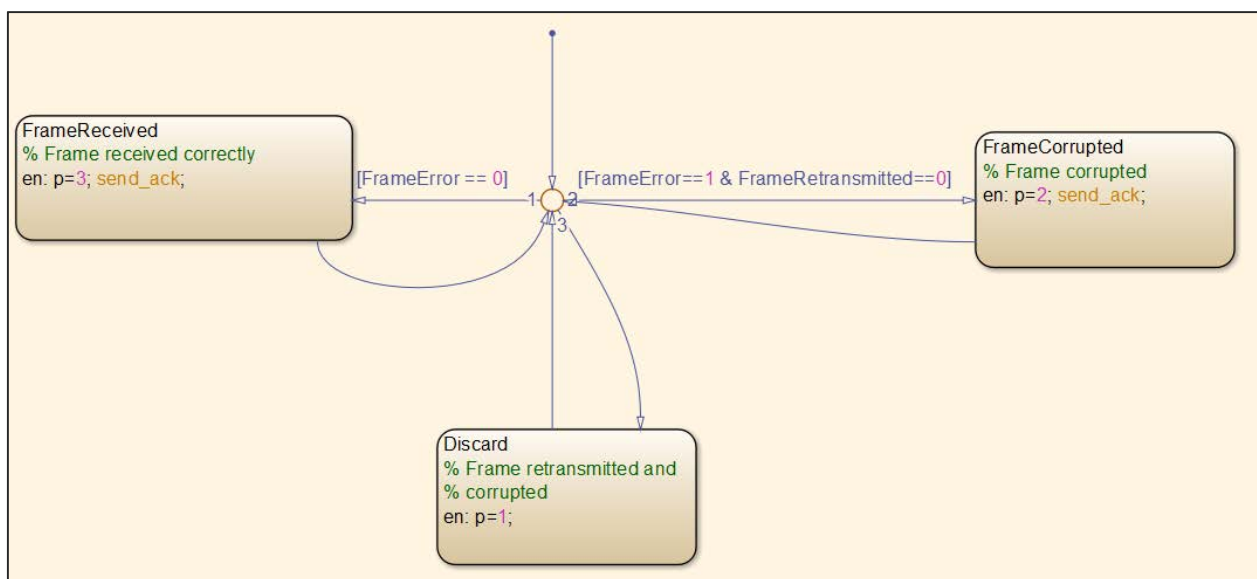 FrameReceived
% Frame received correctly
en: p=3; send_ack;
[FrameError == 0]
1
2
3
[FrameError==1 & FrameRetransmitted==0]
FrameCorrupted
% Frame corrupted
en: p=2; send_ack;
Discard
% Frame retransmitted and
% corrupted
en: p=1;